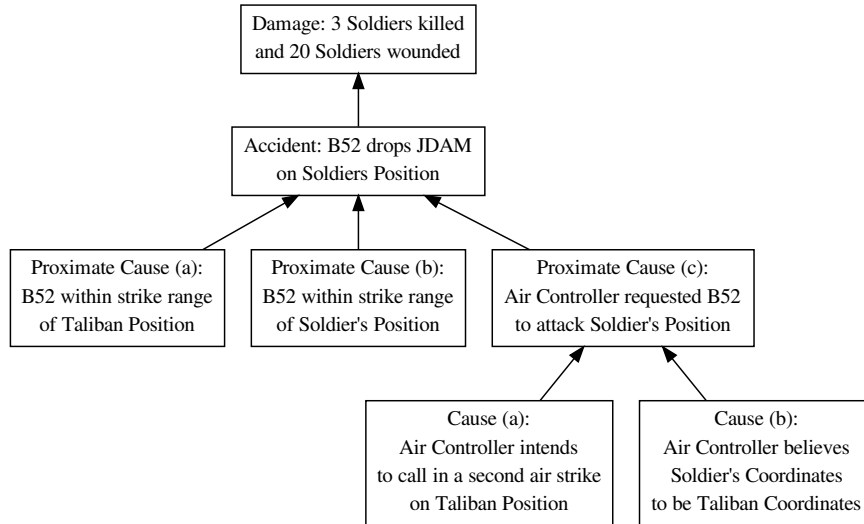 Damage: 3 Soldiers killed
and 20 Soldiers wounded
Accident: B52 drops JDAM
on Soldiers Position
Proximate Cause (a):
B52 within strike range
of Taliban Position
Proximate Cause (b):
B52 within strike range
of Soldier's Position
Proximate Cause (c):
Air Controller requested B52
to attack Soldier's Position
Cause (a):
Air Controller intends
to call in a second air strike
on Taliban Position
Cause (b):
Air Controller believes
Soldier's Coordinates
to be Taliban Coordinates